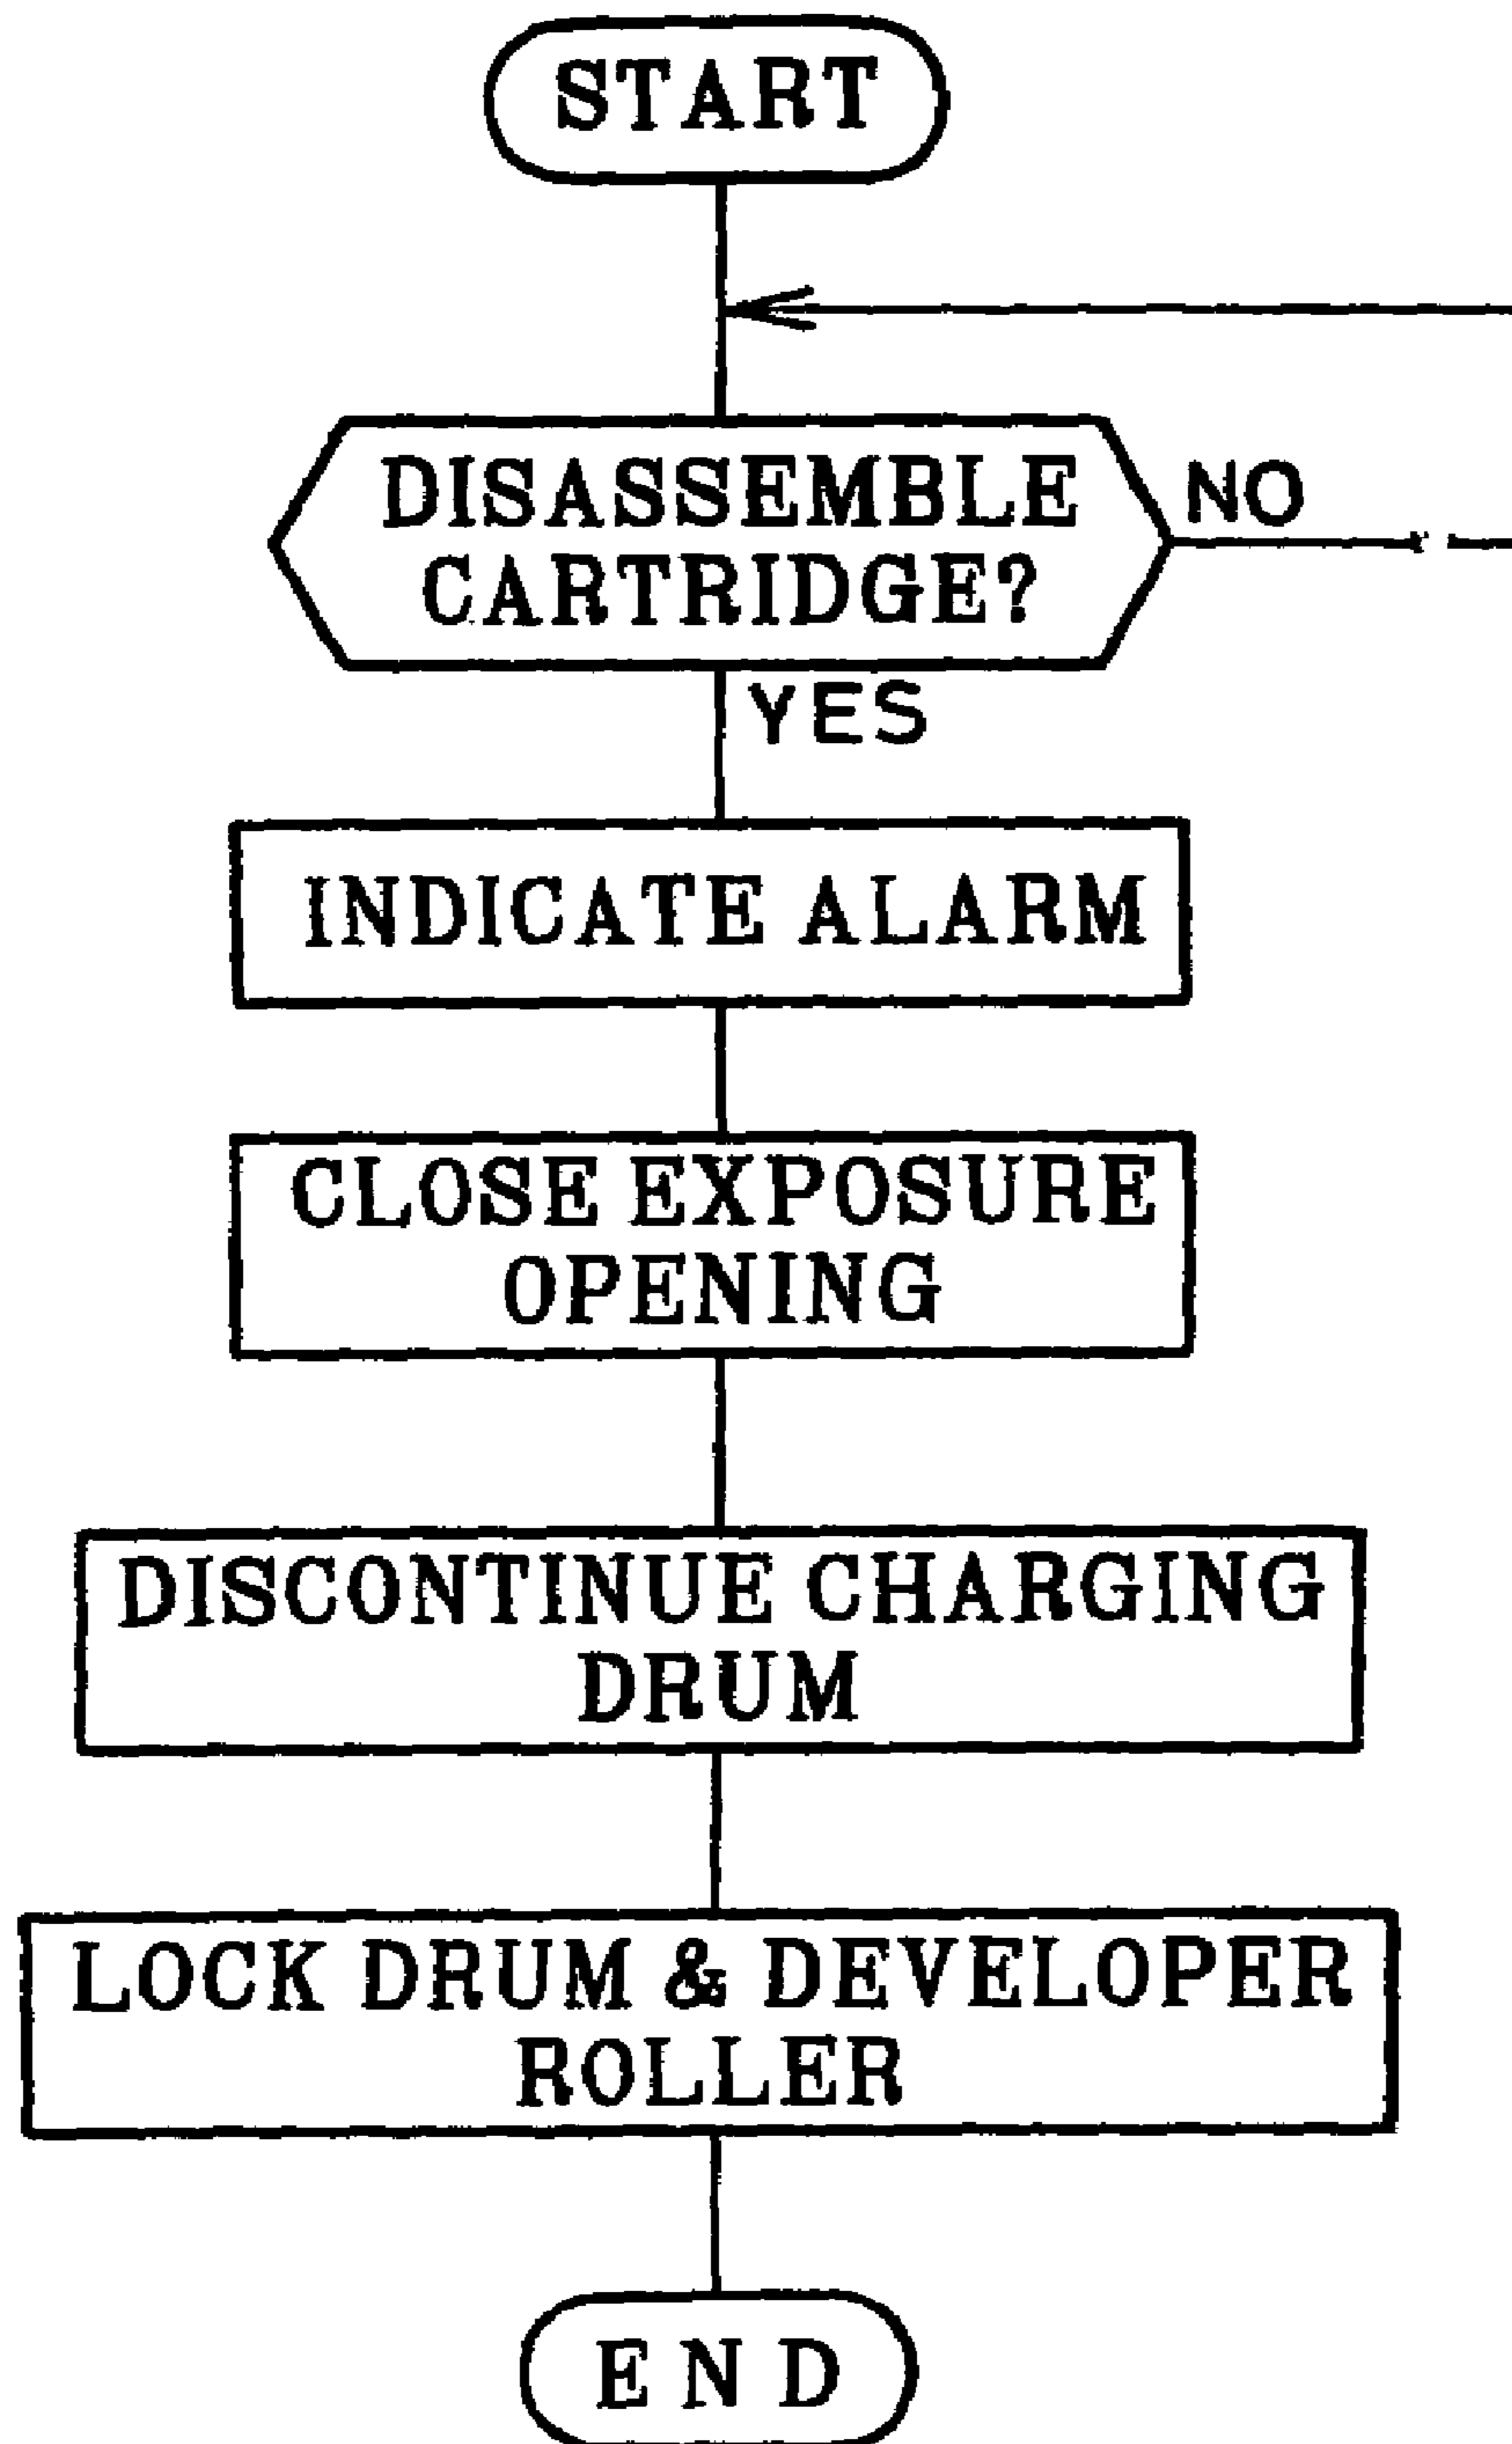 START
DISASSEMBLE
CARTRIDGE?
NO
YES
INDICATE ALARM
CLOSE EXPOSURE
OPENING
DISCONTINUE CHARGING
DRUM
LOCK DRUM & DEVELOPER
ROLLER
END